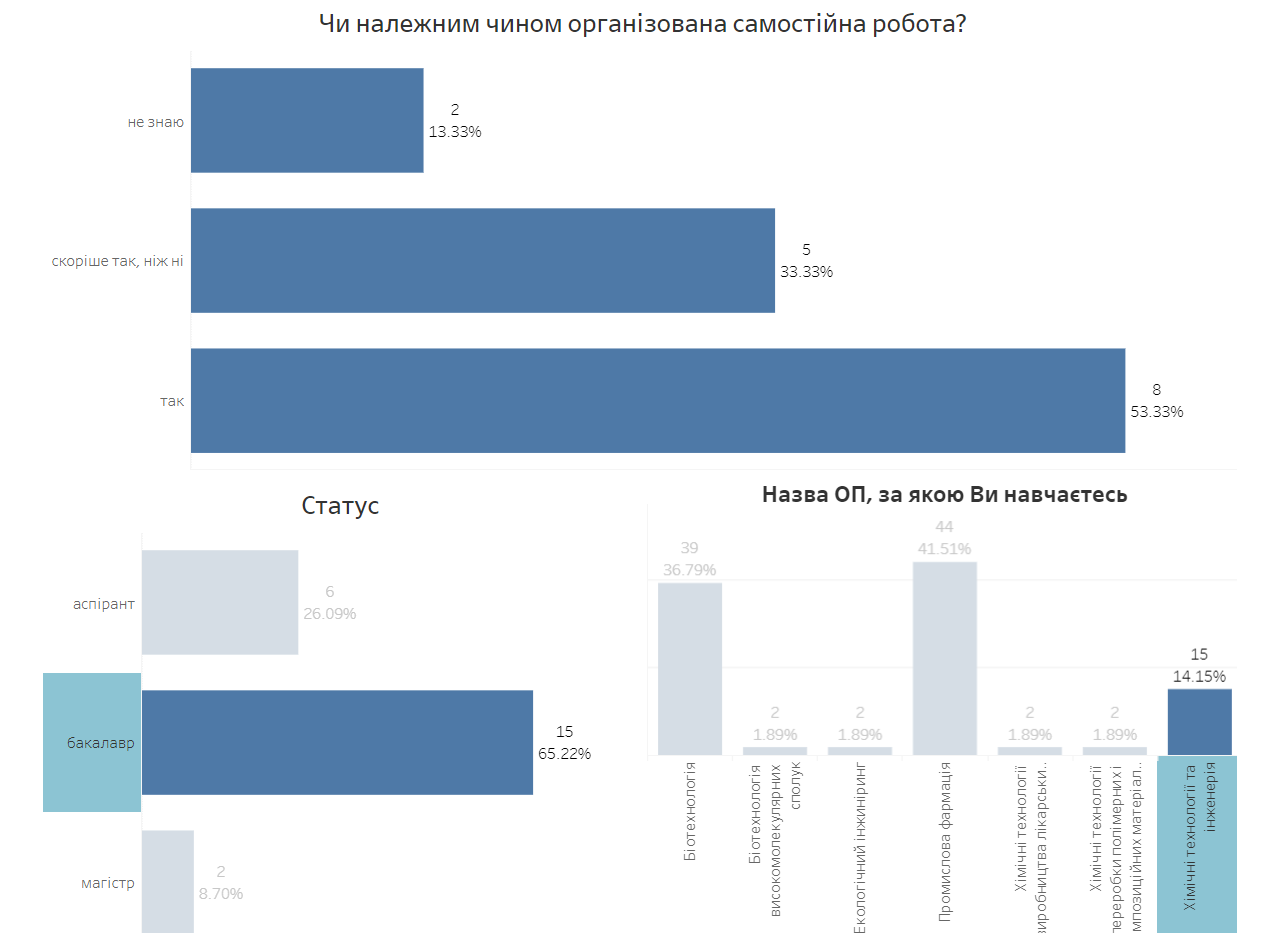 Чи належним чином організована самостійна робота?
не знаю
2
13.33%
скоріше так, ніж ні
5
33.33%
так
8
53.33%
Статус
аспірант
6
26.09%
бакалавр
15
65.22%
магістр
2
8.70%
Назва ОП, за якою Ви навчаєтесь
39
36.79%
2
1.89%
2
1.89%
44
41.51%
2
1.89%
2
1.89%
15
14.15%
Біотехнологія
Біотехнологія
високомолекулярних
сполук
Екологічний інжиніринг
Промислова фармація
Хімічні технології
виробництва лікарськи..
Хімічні технології
переробки полімерних і
мпозиційних матеріал..
Хімічні технології та
інженерія